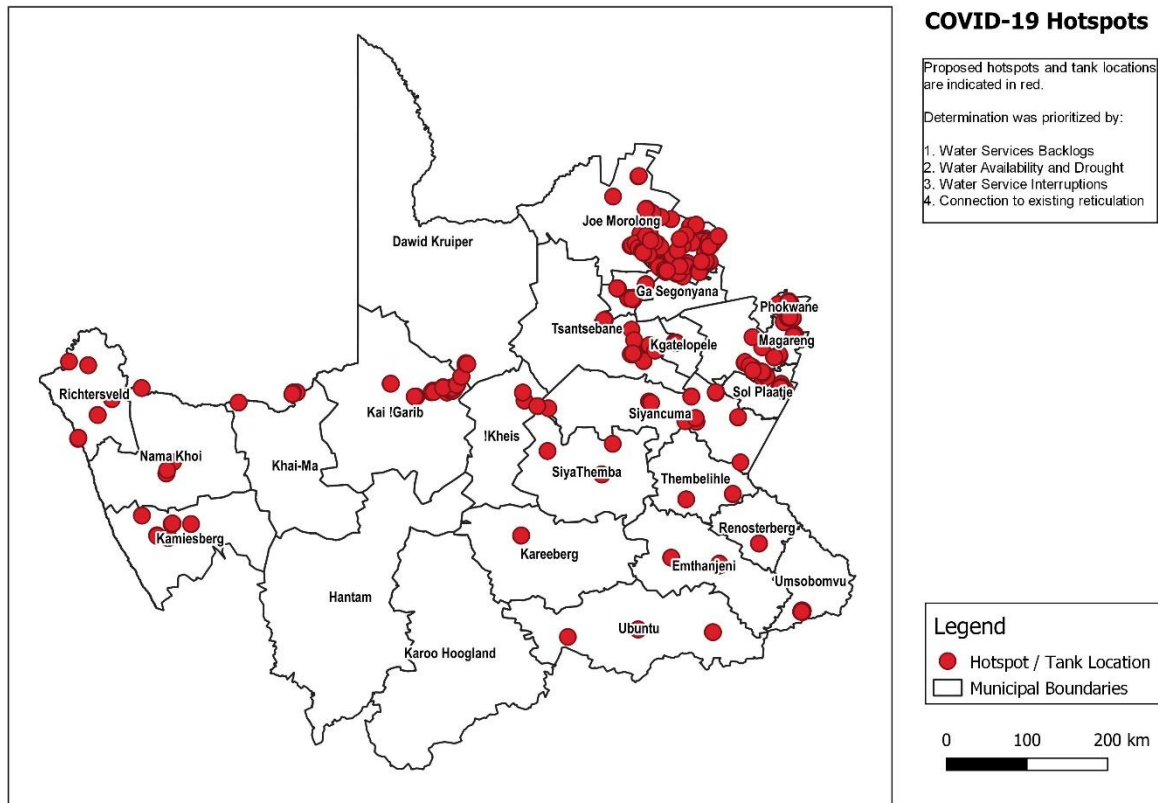 COVID-19 Hotspots
Proposed hotspots and tank locations
are indicated in red.
Determination was prioritized by:
1. Water Services Backlogs
2. Water Availability and Drought
3. Water Service Interruptions
4. Connection to existing reticulation
Joe Morolong
Dawid Kruiper
Ga Segonyana
Phokwane
Tsantsebane
Kgatelopele
Magareng
Richtersveld
Sol Plaatje
Kai !Garib
Siyancuma
!Kheis
Nama Khoi
Khai-Ma
SiyaThemba
Thembelihle
Renosterberg
Kamiesberg
Kareeberg
Emthanjeni
Umsobomvu
Hantam
Ubuntu
Karoo Hoogland
Legend
Hotspot / Tank Location
Municipal Boundaries
0 100 200 km